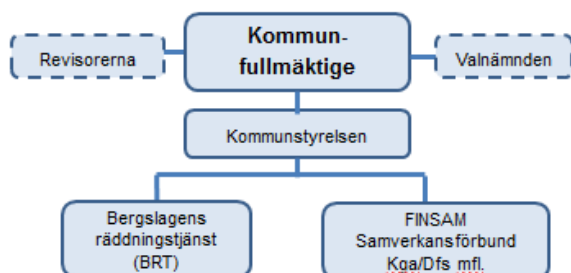 Kommun-
fullmäktige
Revisorerna
Valnämnden
Kommunstyrelsen
Bergslagens
räddningstjänst
(BRT)
FINSAM
Samverkansförbund
Kga/Dfs mfl.